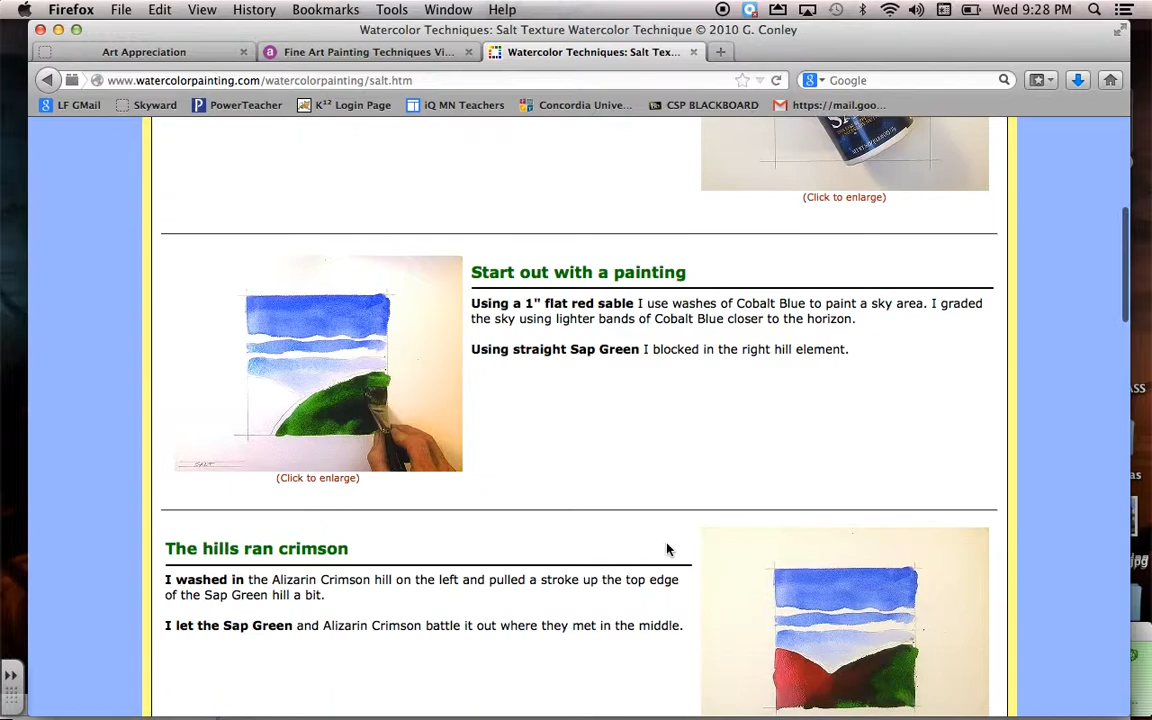 Firefox File Edit View History Bookmarks Tools Window Help Wed 9:28 PM
Watercolor Techniques: Salt Texture Watercolor Technique © 2010 G. Conley
Art Appreciation Fine Art Painting Techniques Vi... Watercolor Techniques: Salt Tex...
www.watercolorpainting.com/watercolorpainting/salt.htm Google
LF GMail Skyward PowerTeacher K¹² Login Page iQ MN Teachers Concordia Unive... CSP BLACKBOARD https://mail.goo...
(Click to enlarge)
Start out with a painting
Using a 1" flat red sable I use washes of Cobalt Blue to paint a sky area. I graded
the sky using lighter bands of Cobalt Blue closer to the horizon.
Using straight Sap Green I blocked in the right hill element.
SALT
(Click to enlarge)
The hills ran crimson
I washed in the Alizarin Crimson hill on the left and pulled a stroke up the top edge
of the Sap Green hill a bit.
I let the Sap Green and Alizarin Crimson battle it out where they met in the middle.